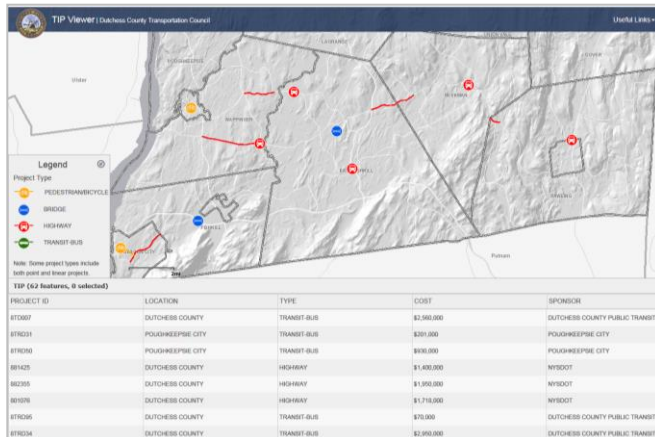 TIP Viewer | Dutchess County Transportation Council
Useful Links
Ulster
WAPPINGER
FISHKILL
Putnam
Legend
Project Type
PEDESTRIAN/BICYCLE
BRIDGE
HIGHWAY
TRANSIT-BUS
Note: Some project types include
both point and linear projects.
TIP (62 features, 0 selected)
PROJECT ID LOCATION TYPE COST SPONSOR
8TD097 DUTCHESS COUNTY TRANSIT-BUS $2,560,000 DUTCHESS COUNTY PUBLIC TRANSIT
8TRD31 POUGHKEEPSIE CITY TRANSIT-BUS $201,000 POUGHKEEPSIE CITY
8TRD50 POUGHKEEPSIE CITY TRANSIT-BUS POUGHKEEPSIE CITY
881425 DUTCHESS COUNTY HIGHWAY $1,400,000 NYSDOT
882355 DUTCHESS COUNTY HIGHWAY $1,950,000 NYSDOT
881076 DUTCHESS COUNTY HIGHWAY $1,710,000 NYSDOT
8TRD95 DUTCHESS COUNTY TRANSIT-BUS $70,000 DUTCHESS COUNTY PUBLIC TRANSIT
8TRD34 DUTCHESS COUNTY TRANSIT-BUS $2,950,000 DUTCHESS COUNTY PUBLIC TRANSIT